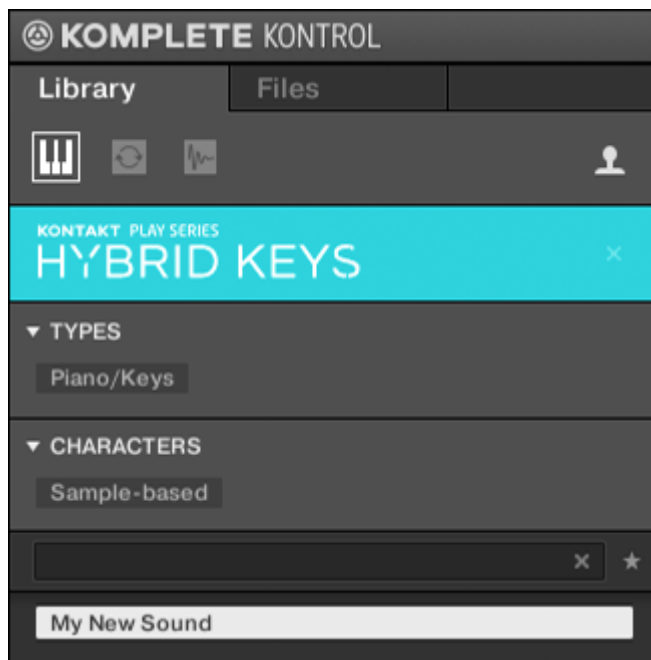 KOMPLETE KONTROL
Library Files
KONTAKT PLAY SERIES
HYBRID KEYS
TYPES
Piano/Keys
CHARACTERS
Sample-based
My New Sound